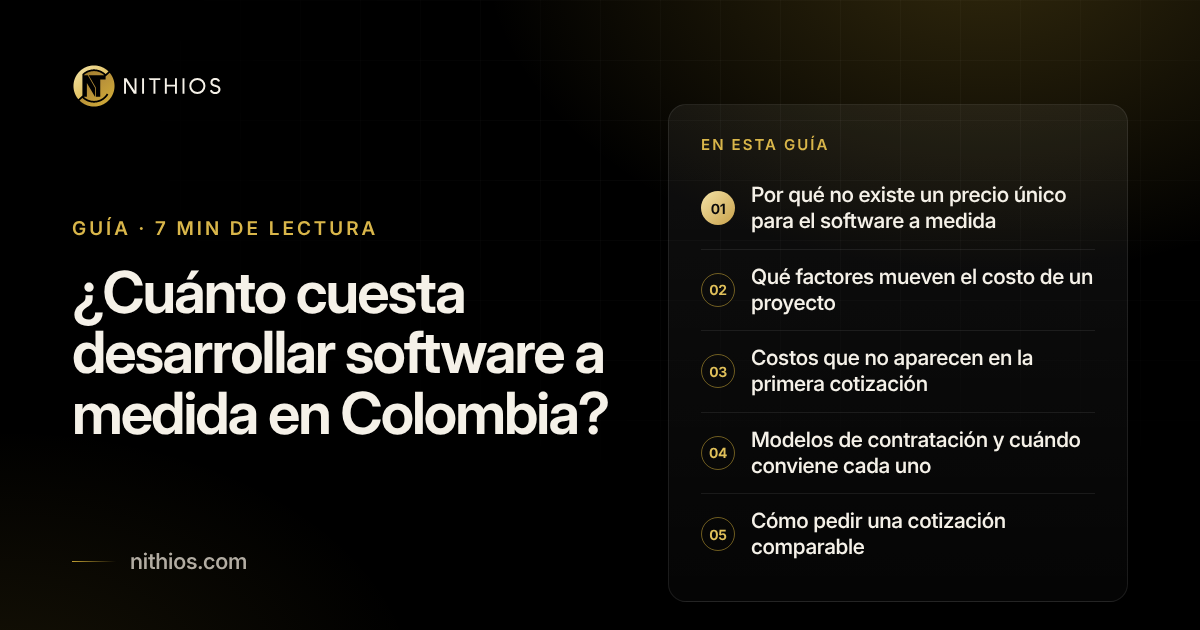 NITHIOS
GUÍA · 7 MIN DE LECTURA
¿Cuánto cuesta
desarrollar software a
medida en Colombia?
nithios.com
EN ESTA GUÍA
01
Por qué no existe un precio único
para el software a medida
02
Qué factores mueven el costo de un
proyecto
03
Costos que no aparecen en la
primera cotización
04
Modelos de contratación y cuándo
conviene cada uno
05
Cómo pedir una cotización
comparable